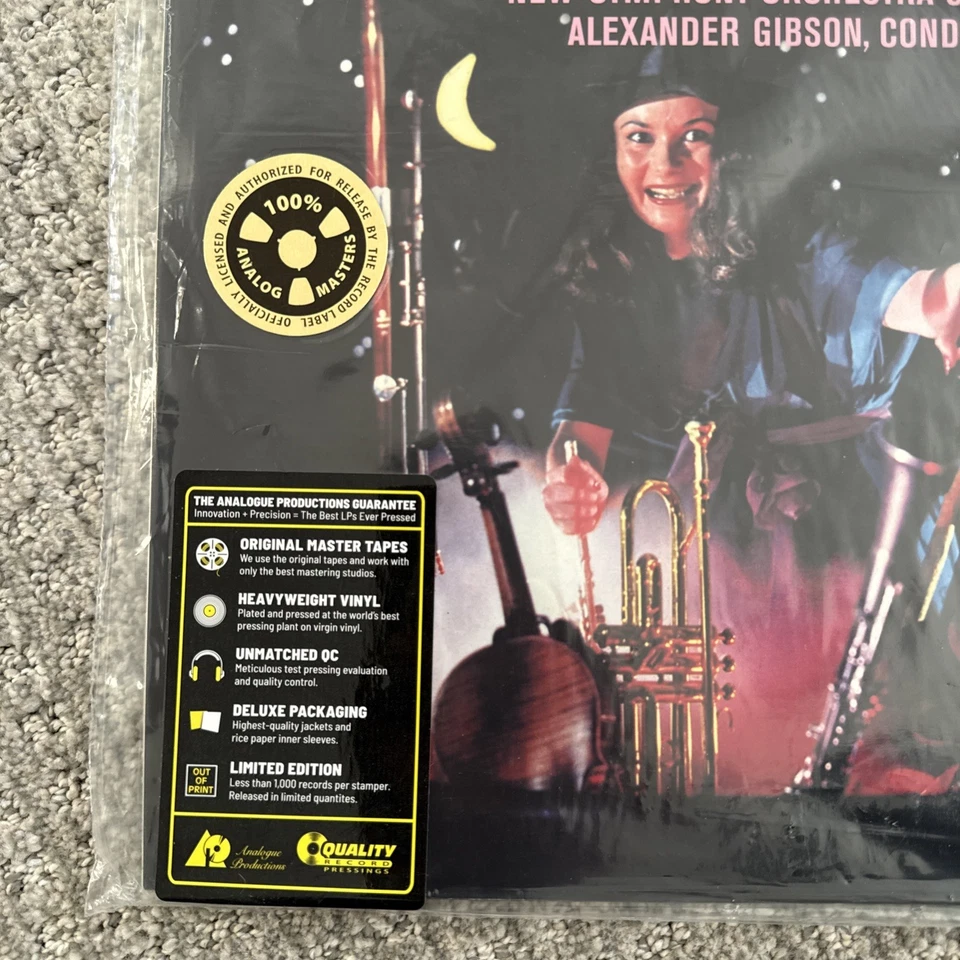 NEW SYMPHONY ORCHESTRA
ALEXANDER GIBSON, COND
OFFICIALLY LICENSED AND AUTHORIZED FOR RELEASE BY THE RECORD LABEL
100%
ANALOG MASTERS
THE ANALOGUE PRODUCTIONS GUARANTEE
Innovation + Precision = The Best LPs Ever Pressed
ORIGINAL MASTER TAPES
We use the original tapes and work with
only the best mastering studios.
HEAVYWEIGHT VINYL
Plated and pressed at the world's best
pressing plant on virgin vinyl.
UNMATCHED QC
Meticulous test pressing evaluation
and quality control.
DELUXE PACKAGING
Highest-quality jackets and
rice paper inner sleeves.
OUT
OF
PRINT
LIMITED EDITION
Less than 1,000 records per stamper.
Released in limited quantites.
Analogue
Productions
QUALITY
RECORD
PRESSINGS